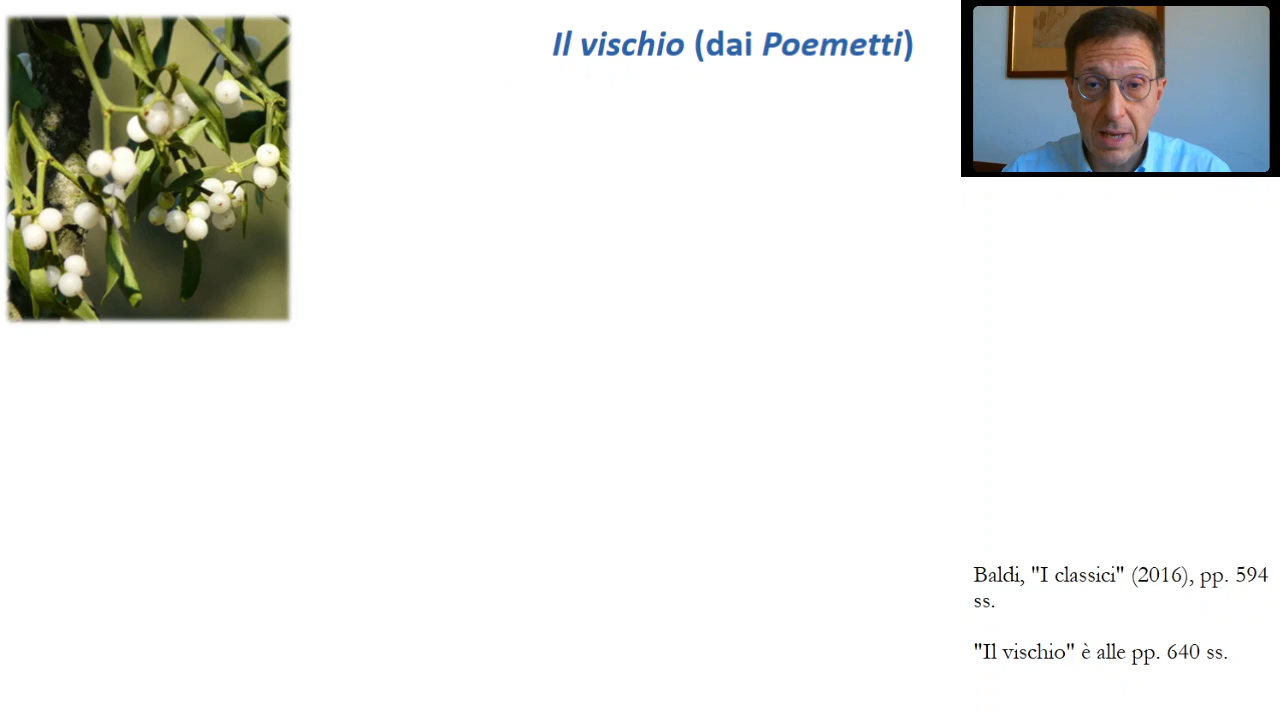 Il vischio (dai Poemetti)
Baldi, "I classici" (2016), pp. 594
ss.
"Il vischio" è alle pp. 640 ss.